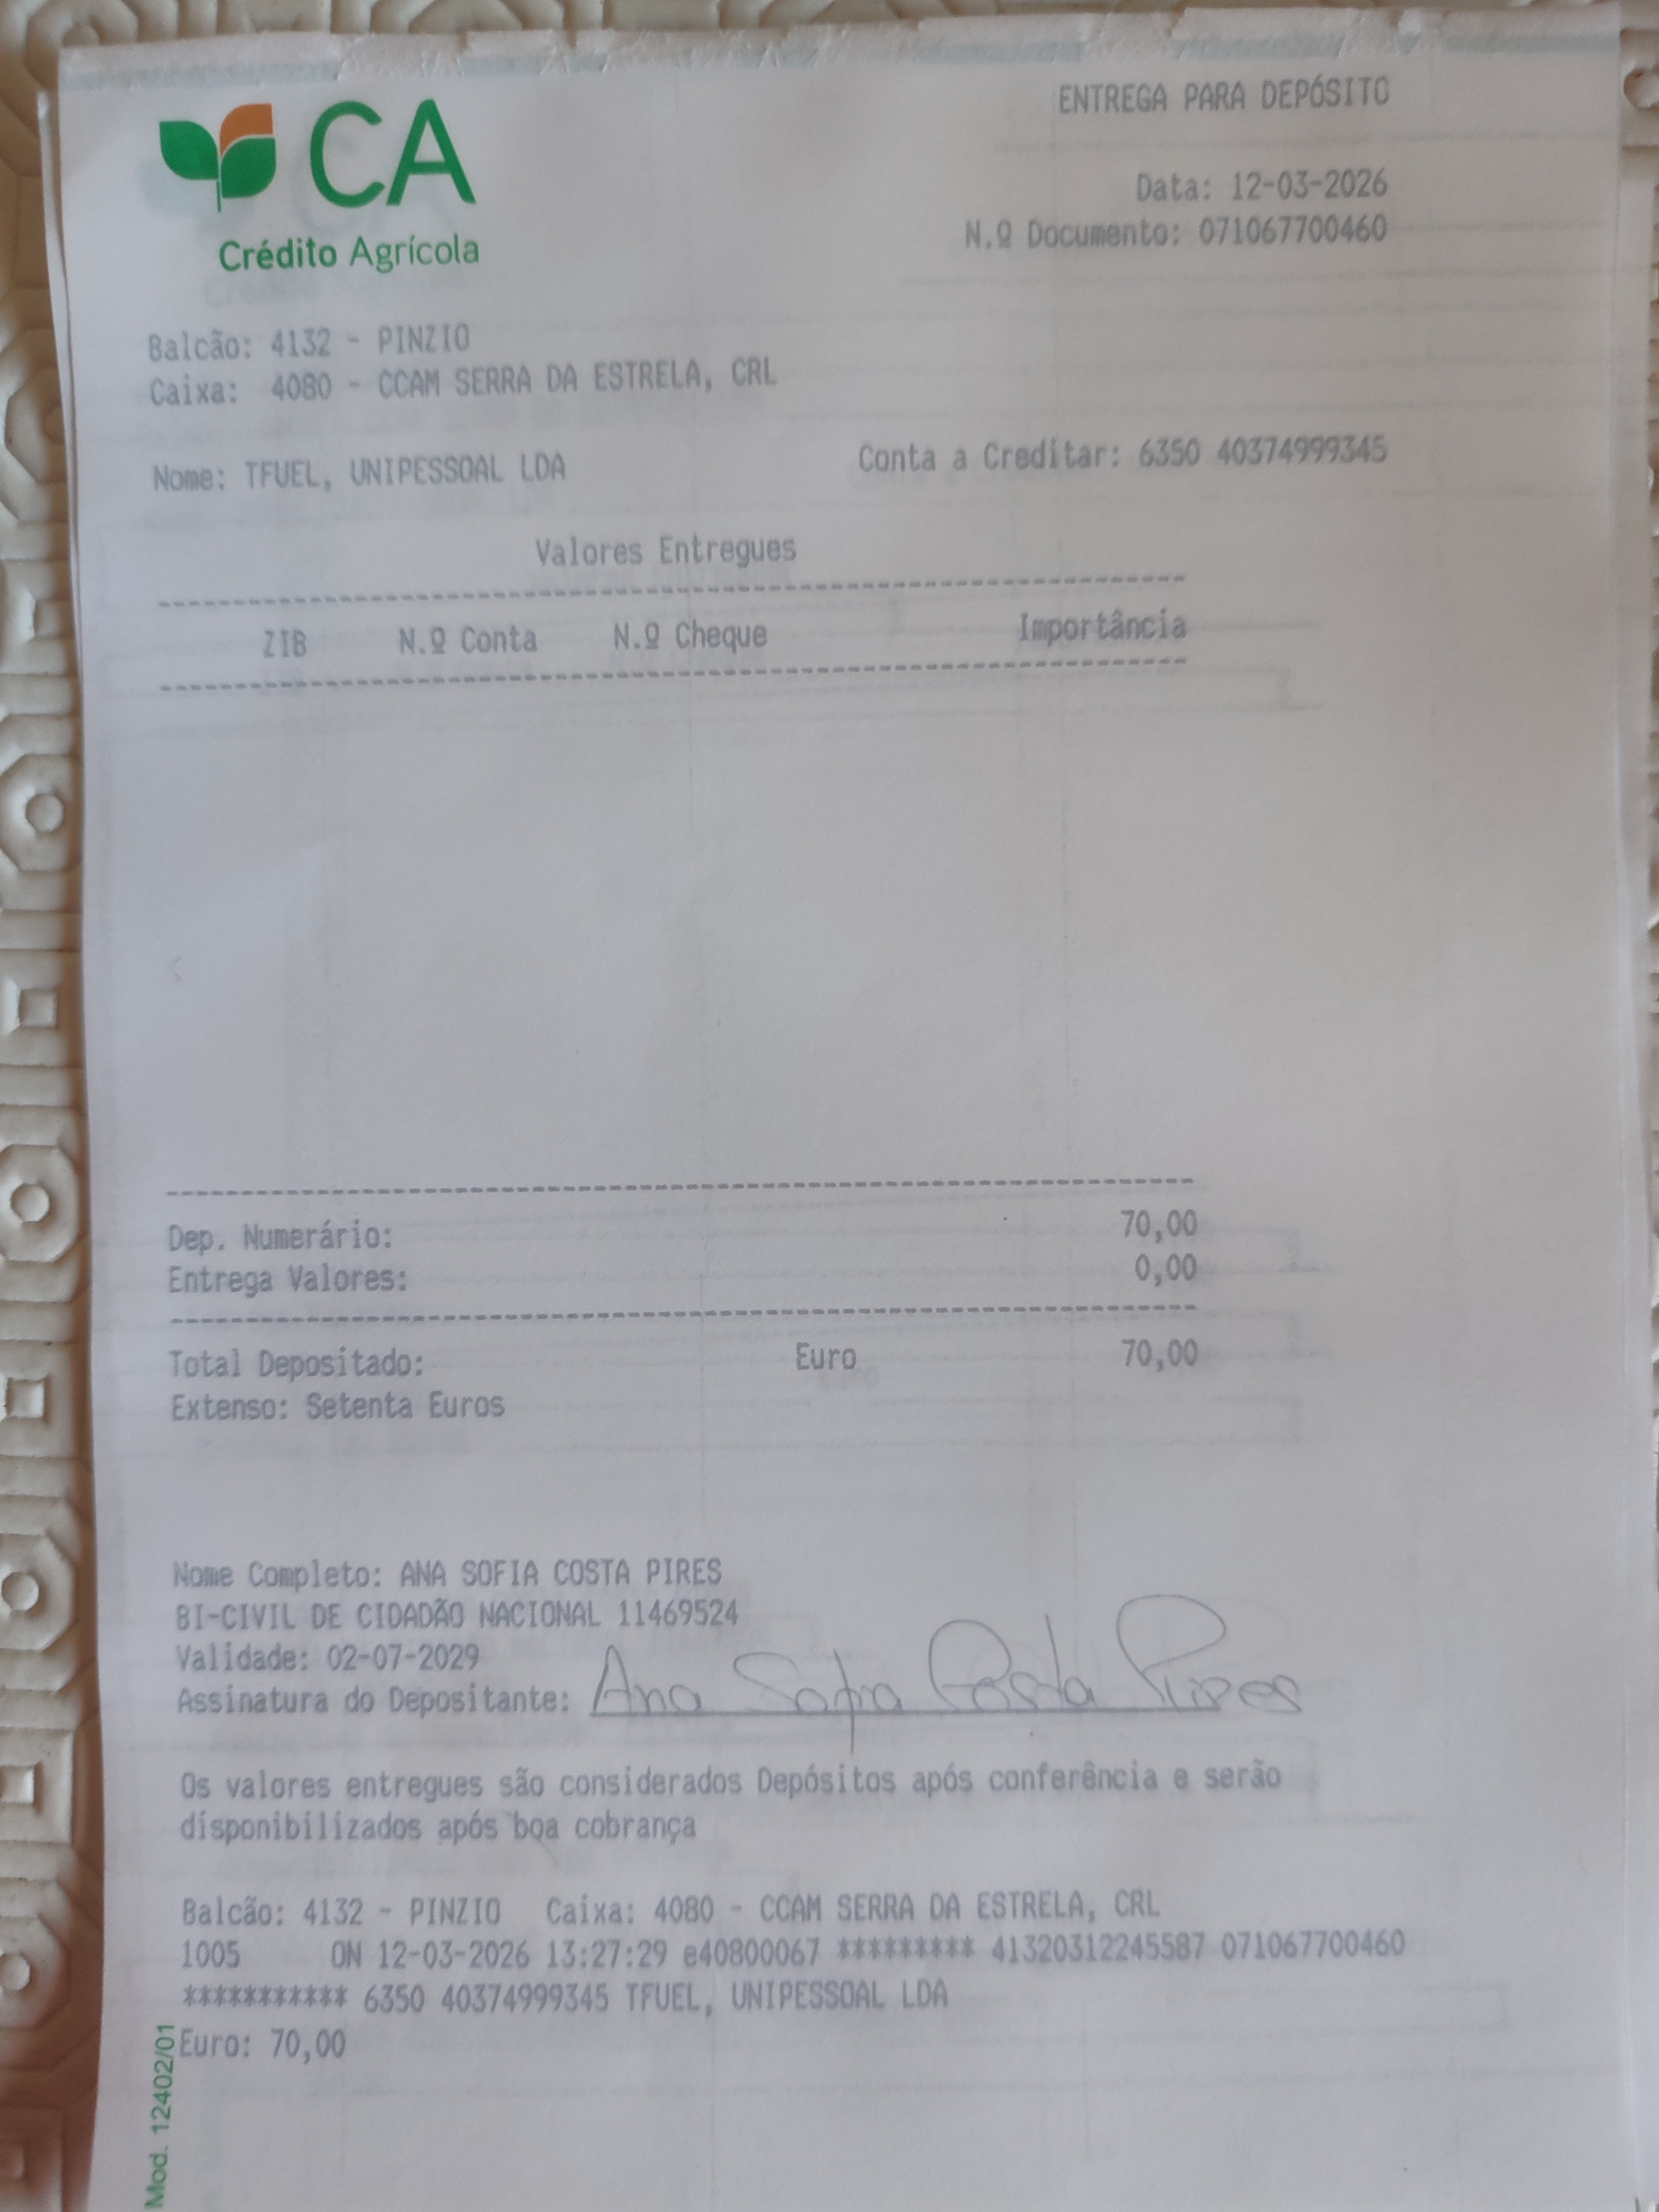 CA
Crédito Agrícola
ENTREGA PARA DEPÓSITO
Data: 12-03-2026
N.º Documento: 071067700460
Balcão: 4132 - PINZIO
Caixa: 4080 - CCAM SERRA DA ESTRELA, CRL
Nome: TFUEL, UNIPESSOAL LDA Conta a Creditar: 6350 40374999345
Valores Entregues
ZIB N.º Conta N.º Cheque Importância
Dep. Numerário: 70,00
Entrega Valores: 0,00
Total Depositado: Euro 70,00
Extenso: Setenta Euros
Nome Completo: ANA SOFIA COSTA PIRES
BI-CIVIL DE CIDADÃO NACIONAL 11469524
Validade: 02-07-2029
Assinatura do Depositante: Ana Sofia Costa Pires
Os valores entregues são considerados Depósitos após conferência e serão
disponibilizados após boa cobrança
Balcão: 4132 - PINZIO Caixa: 4080 - CCAM SERRA DA ESTRELA, CRL
1005 ON 12-03-2026 13:27:29 e40800067 ********* 41320312245587 071067700460
*********** 6350 40374999345 TFUEL, UNIPESSOAL LDA
Euro: 70,00
Mod. 12402/01